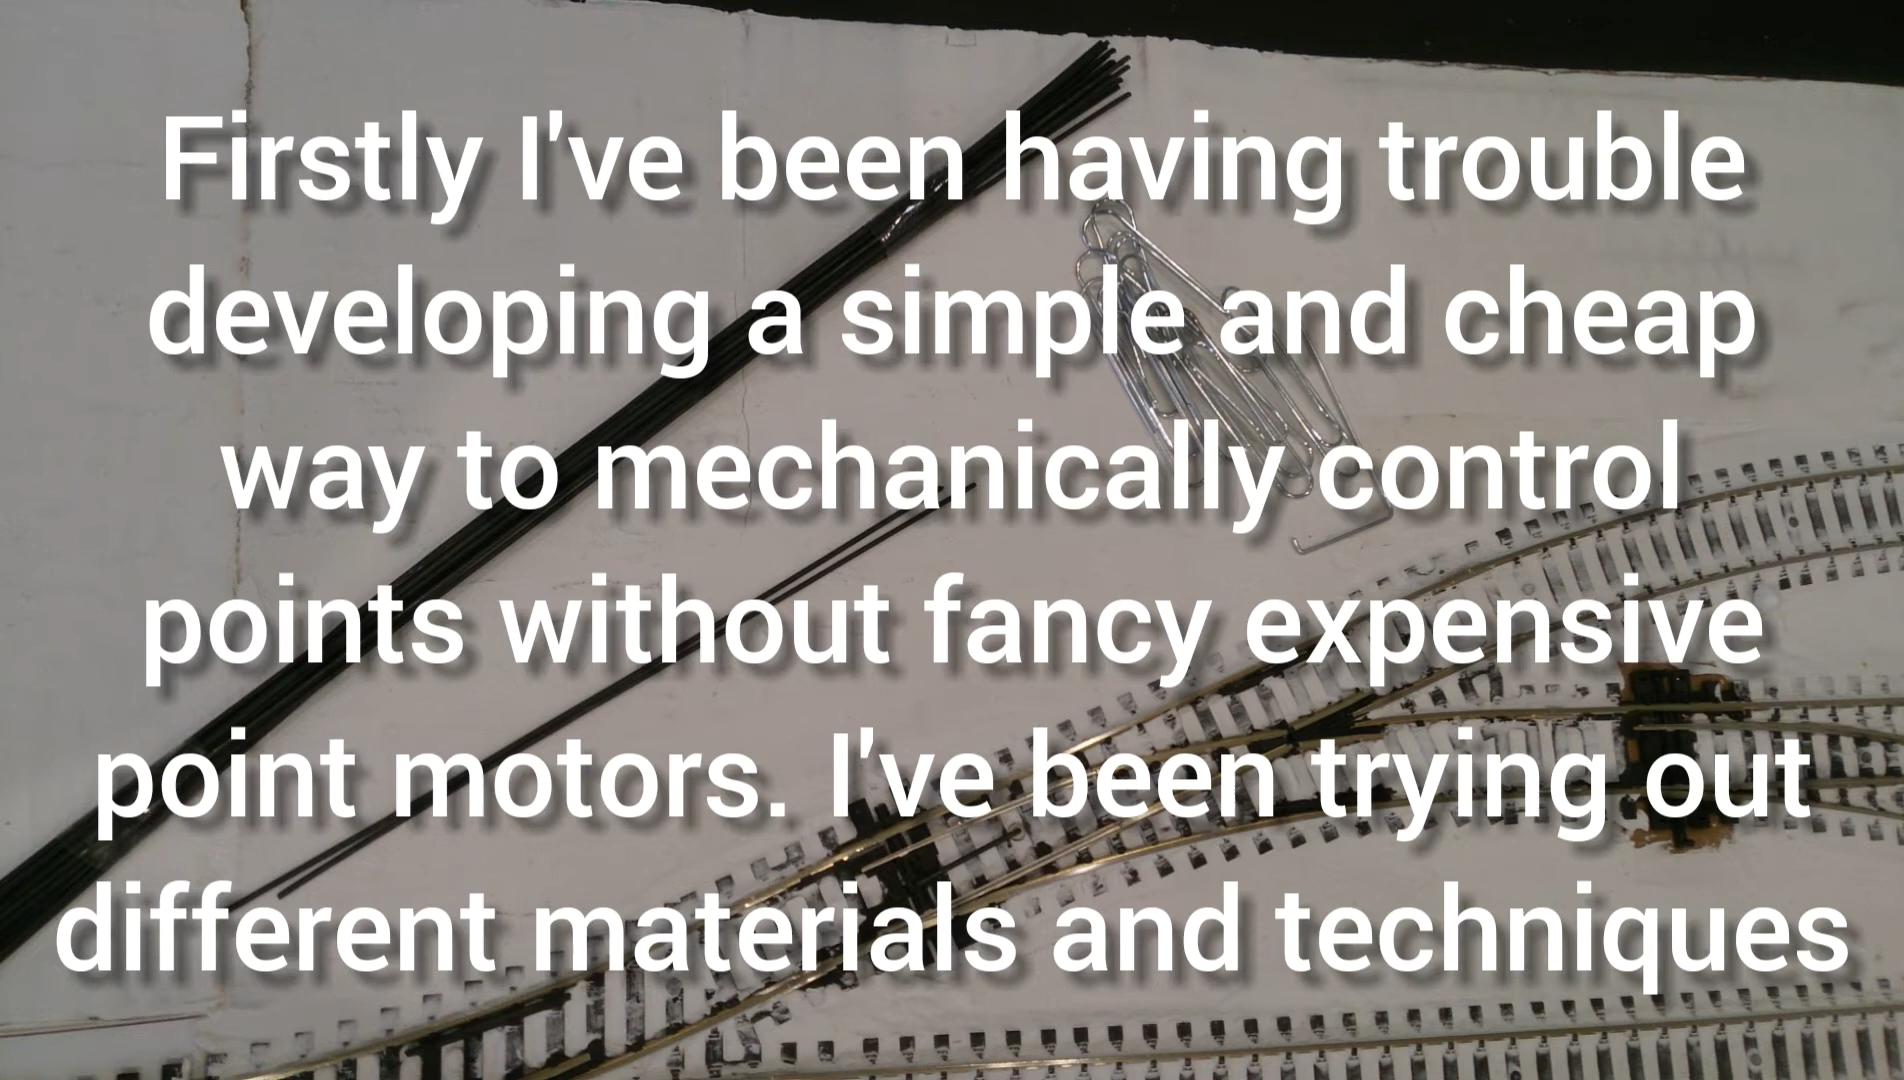 Firstly I've been having trouble
developing a simple and cheap
way to mechanically control
points without fancy expensive
point motors. I've been trying out
different materials and techniques